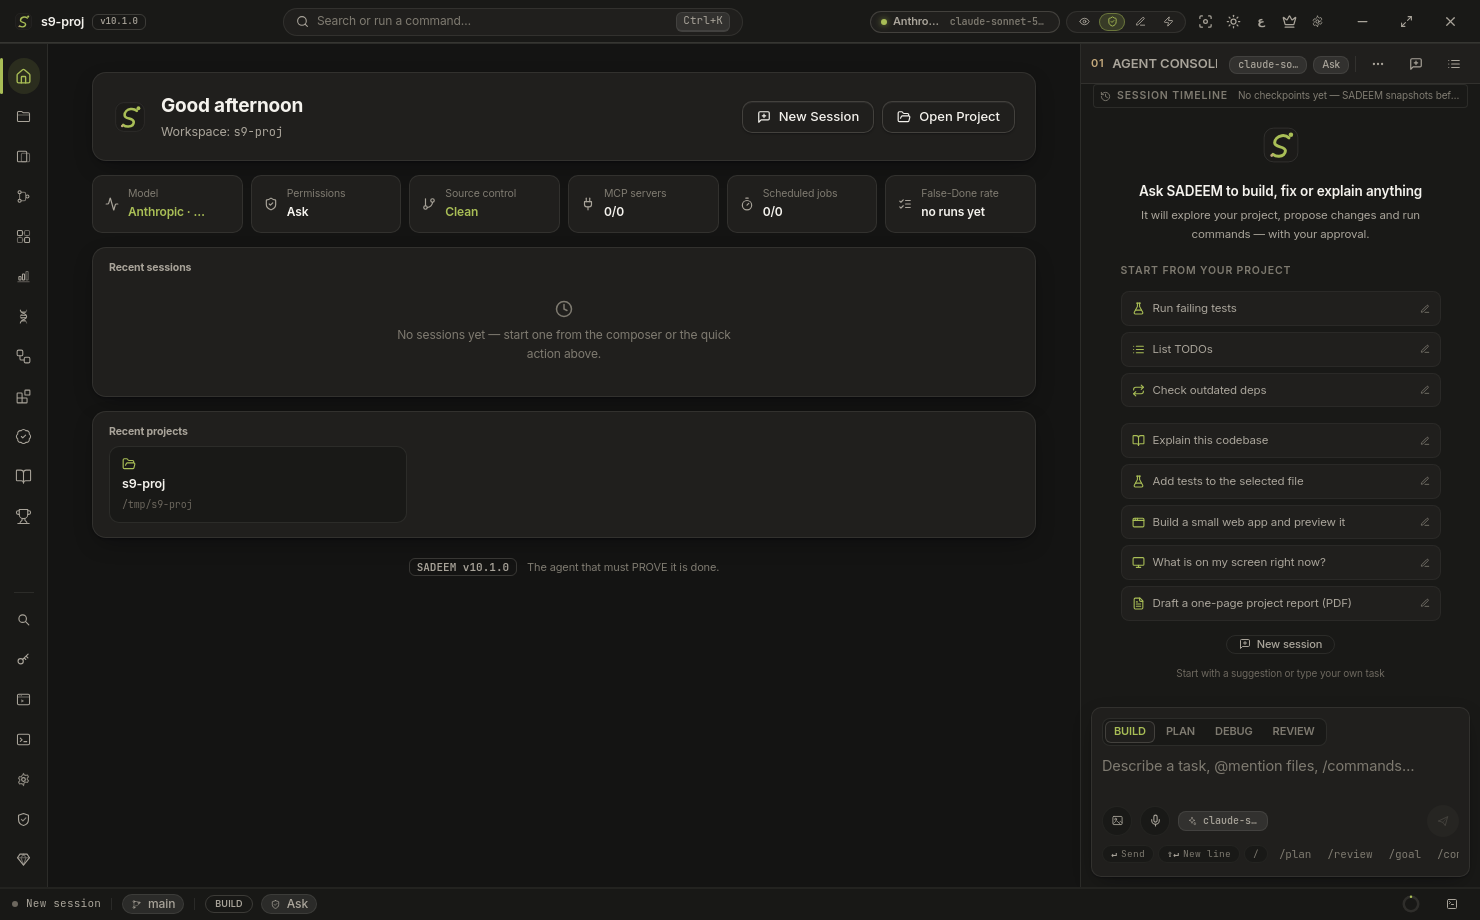 s9-proj v10.1.0 Search or run a command... Ctrl+K Anthro... claude-sonnet-5... ع
01 AGENT CONSOL claude-so... Ask
SESSION TIMELINE No checkpoints yet — SADEEM snapshots bef...
Good afternoon
Workspace: s9-proj
New Session
Open Project
Model
Anthropic · ...
Permissions
Ask
Source control
Clean
MCP servers
0/0
Scheduled jobs
0/0
False-Done rate
no runs yet
Recent sessions
No sessions yet — start one from the composer or the quick
action above.
Recent projects
s9-proj
/tmp/s9-proj
SADEEM v10.1.0 The agent that must PROVE it is done.
Ask SADEEM to build, fix or explain anything
It will explore your project, propose changes and run
commands — with your approval.
START FROM YOUR PROJECT
Run failing tests
List TODOs
Check outdated deps
Explain this codebase
Add tests to the selected file
Build a small web app and preview it
What is on my screen right now?
Draft a one-page project report (PDF)
New session
Start with a suggestion or type your own task
BUILD PLAN DEBUG REVIEW
Describe a task, @mention files, /commands...
claude-s...
↵ Send ⇧↵ New line / /plan /review /goal /con
New session main BUILD Ask